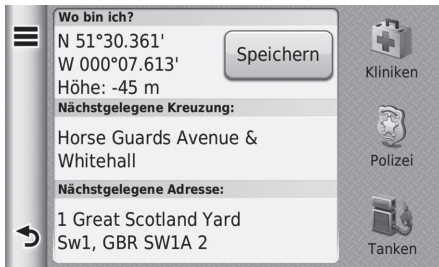 Wo bin ich?
N 51°30.361'
W 000°07.613'
Höhe: -45 m
Speichern
Nächstgelegene Kreuzung:
Horse Guards Avenue &
Whitehall
Nächstgelegene Adresse:
1 Great Scotland Yard
Sw1, GBR SW1A 2
Kliniken
Polizei
Tanken